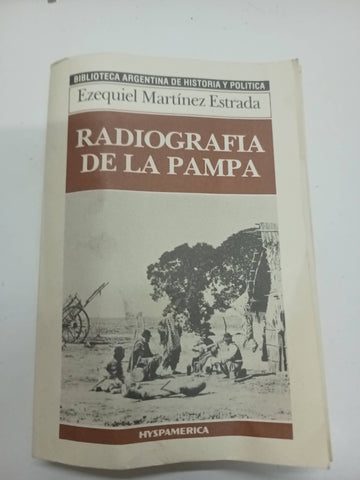 BIBLIOTECA ARGENTINA DE HISTORIA Y POLITICA
Ezequiel Martínez Estrada
RADIOGRAFIA
DE LA PAMPA
HYSPAMERICA